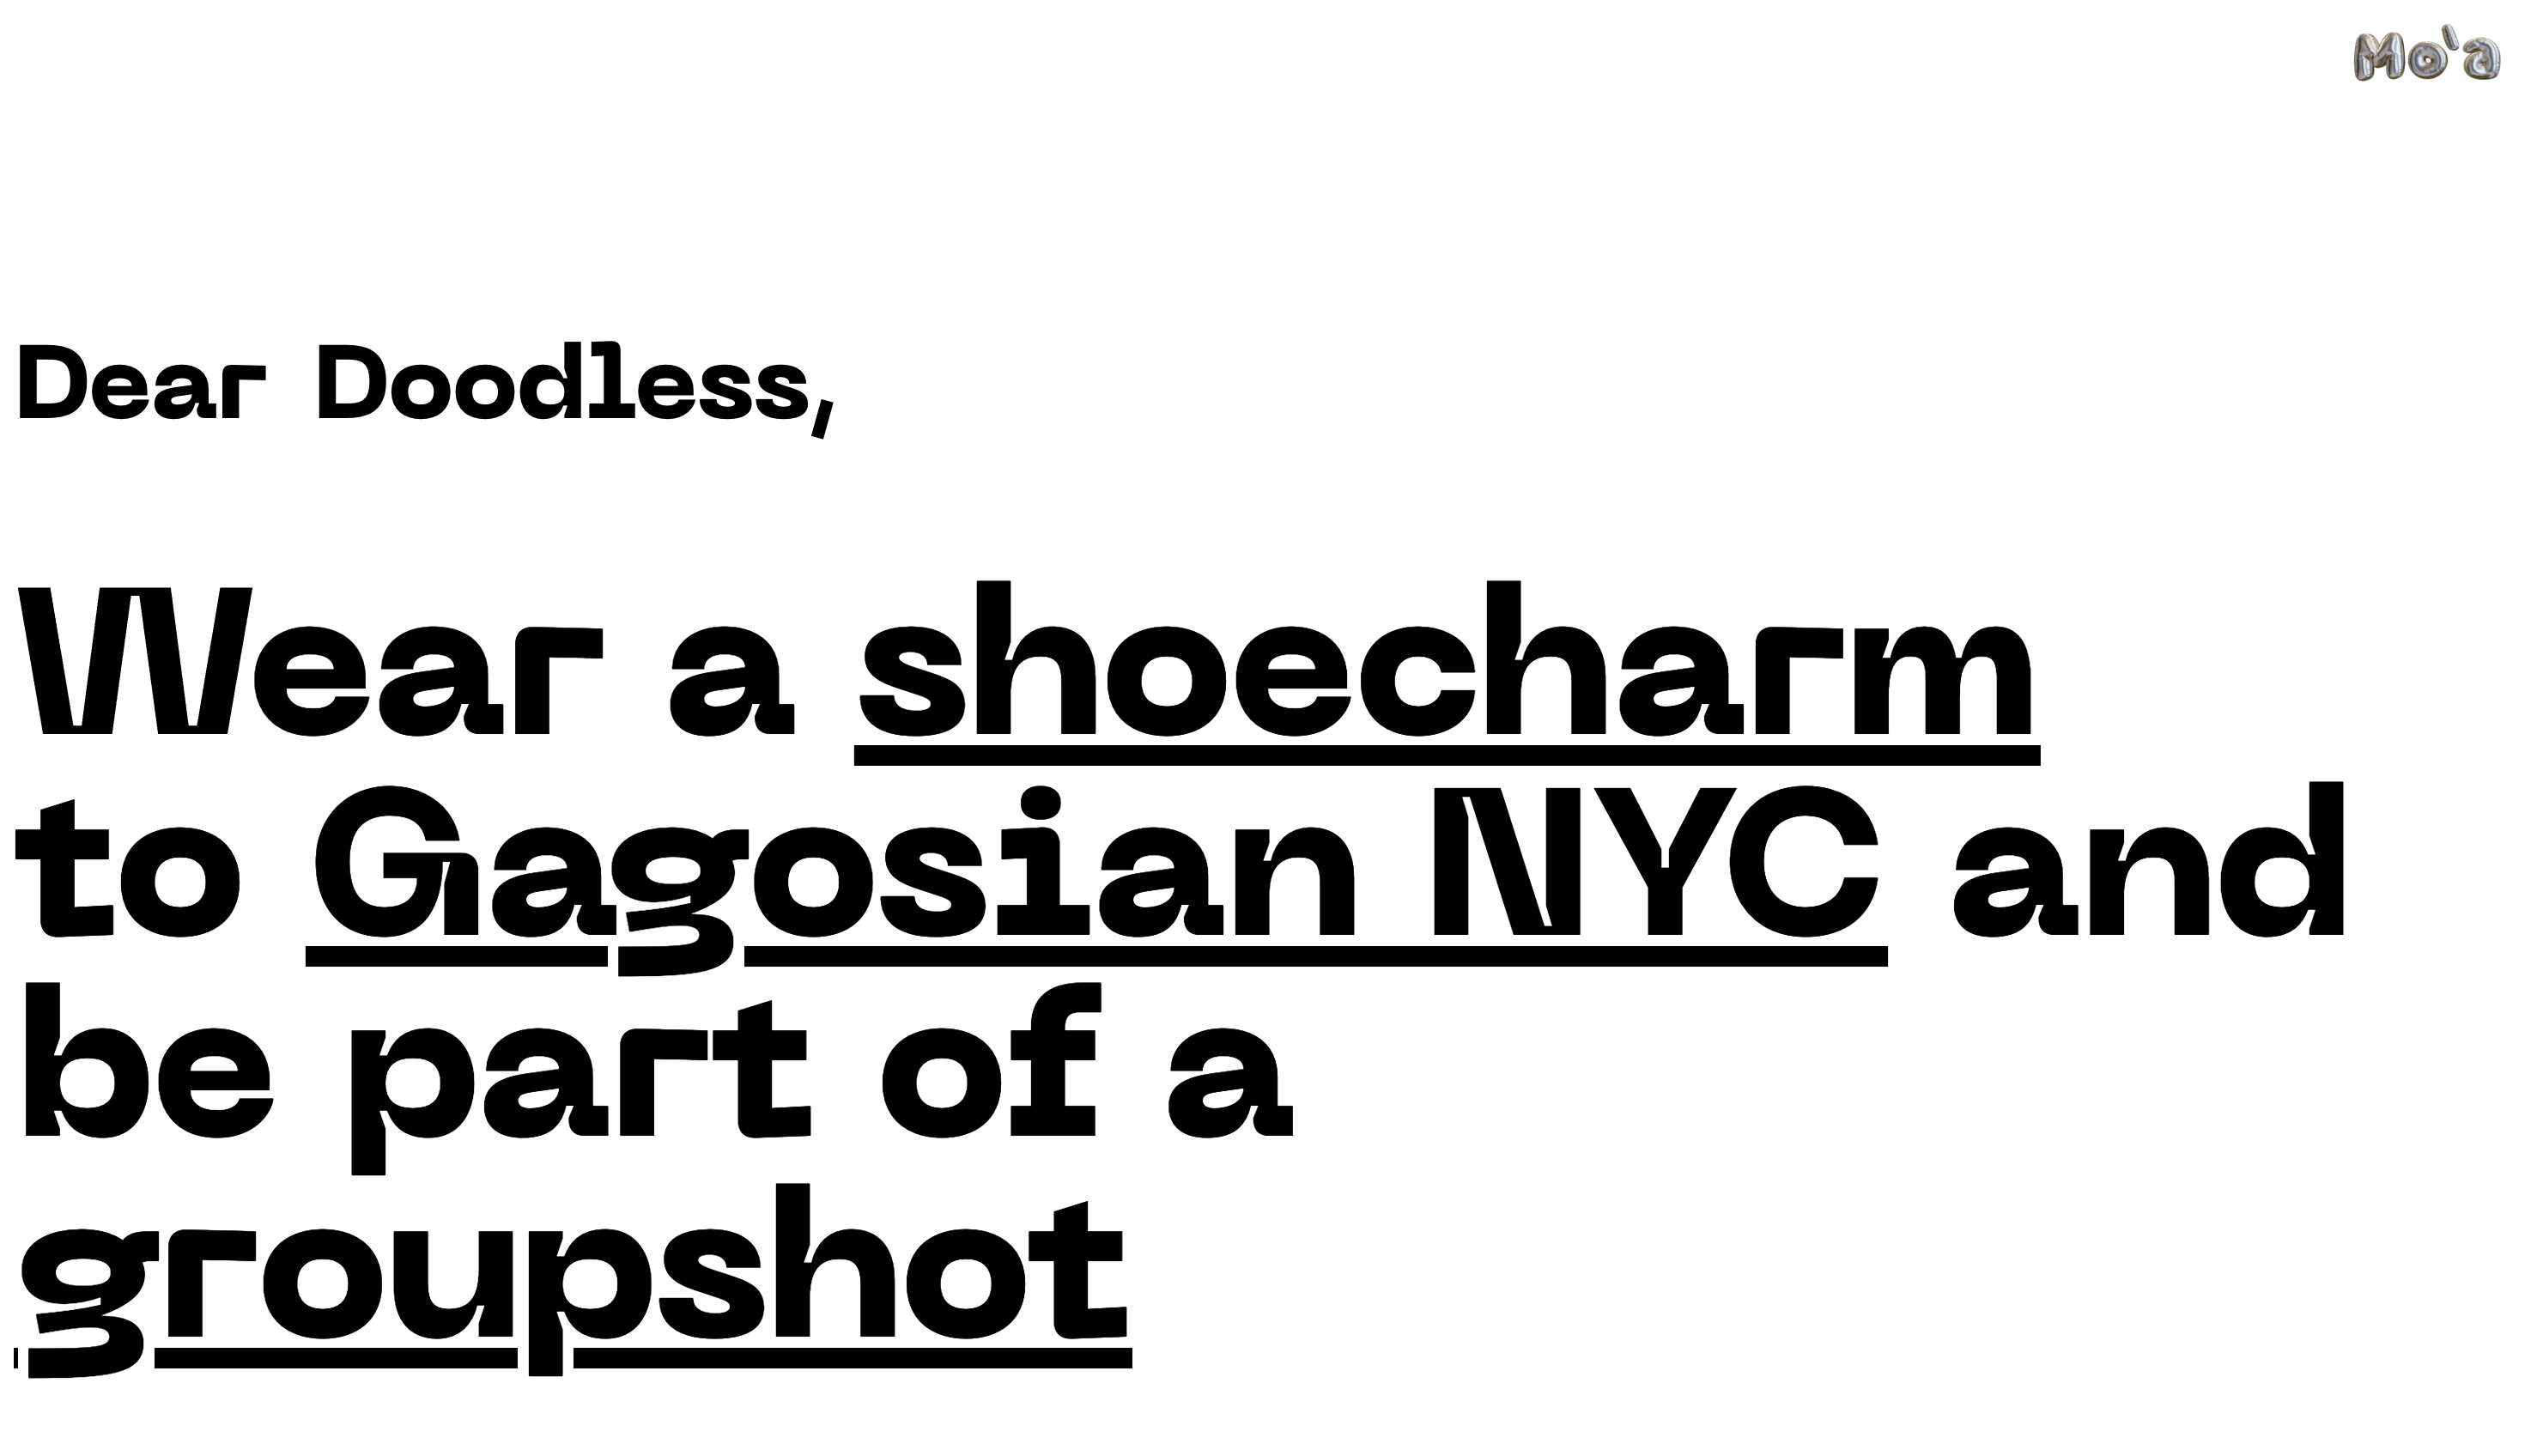 Mo'a
Dear Doodless,
Wear a shoecharm
to Gagosian NYC and
be part of a
groupshot